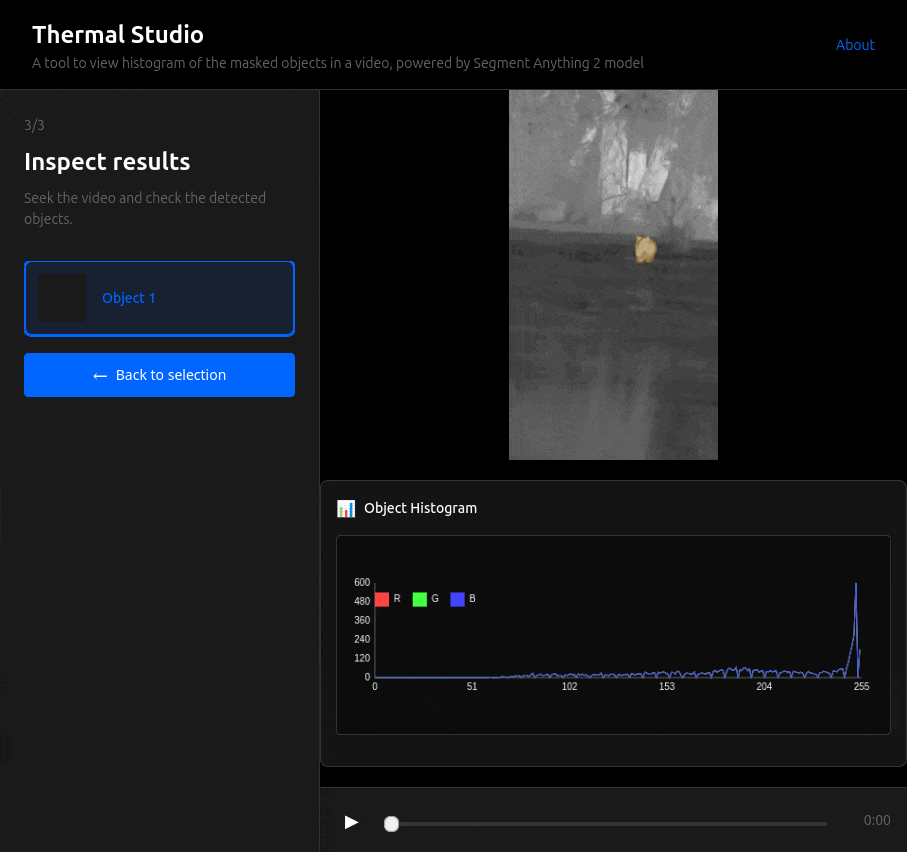 Thermal Studio
A tool to view histogram of the masked objects in a video, powered by Segment Anything 2 model
About
3/3
Inspect results
Seek the video and check the detected
objects.
Object 1
← Back to selection
Object Histogram
600
480
360
240
120
0
R G B
0 51 102 153 204 255
0:00